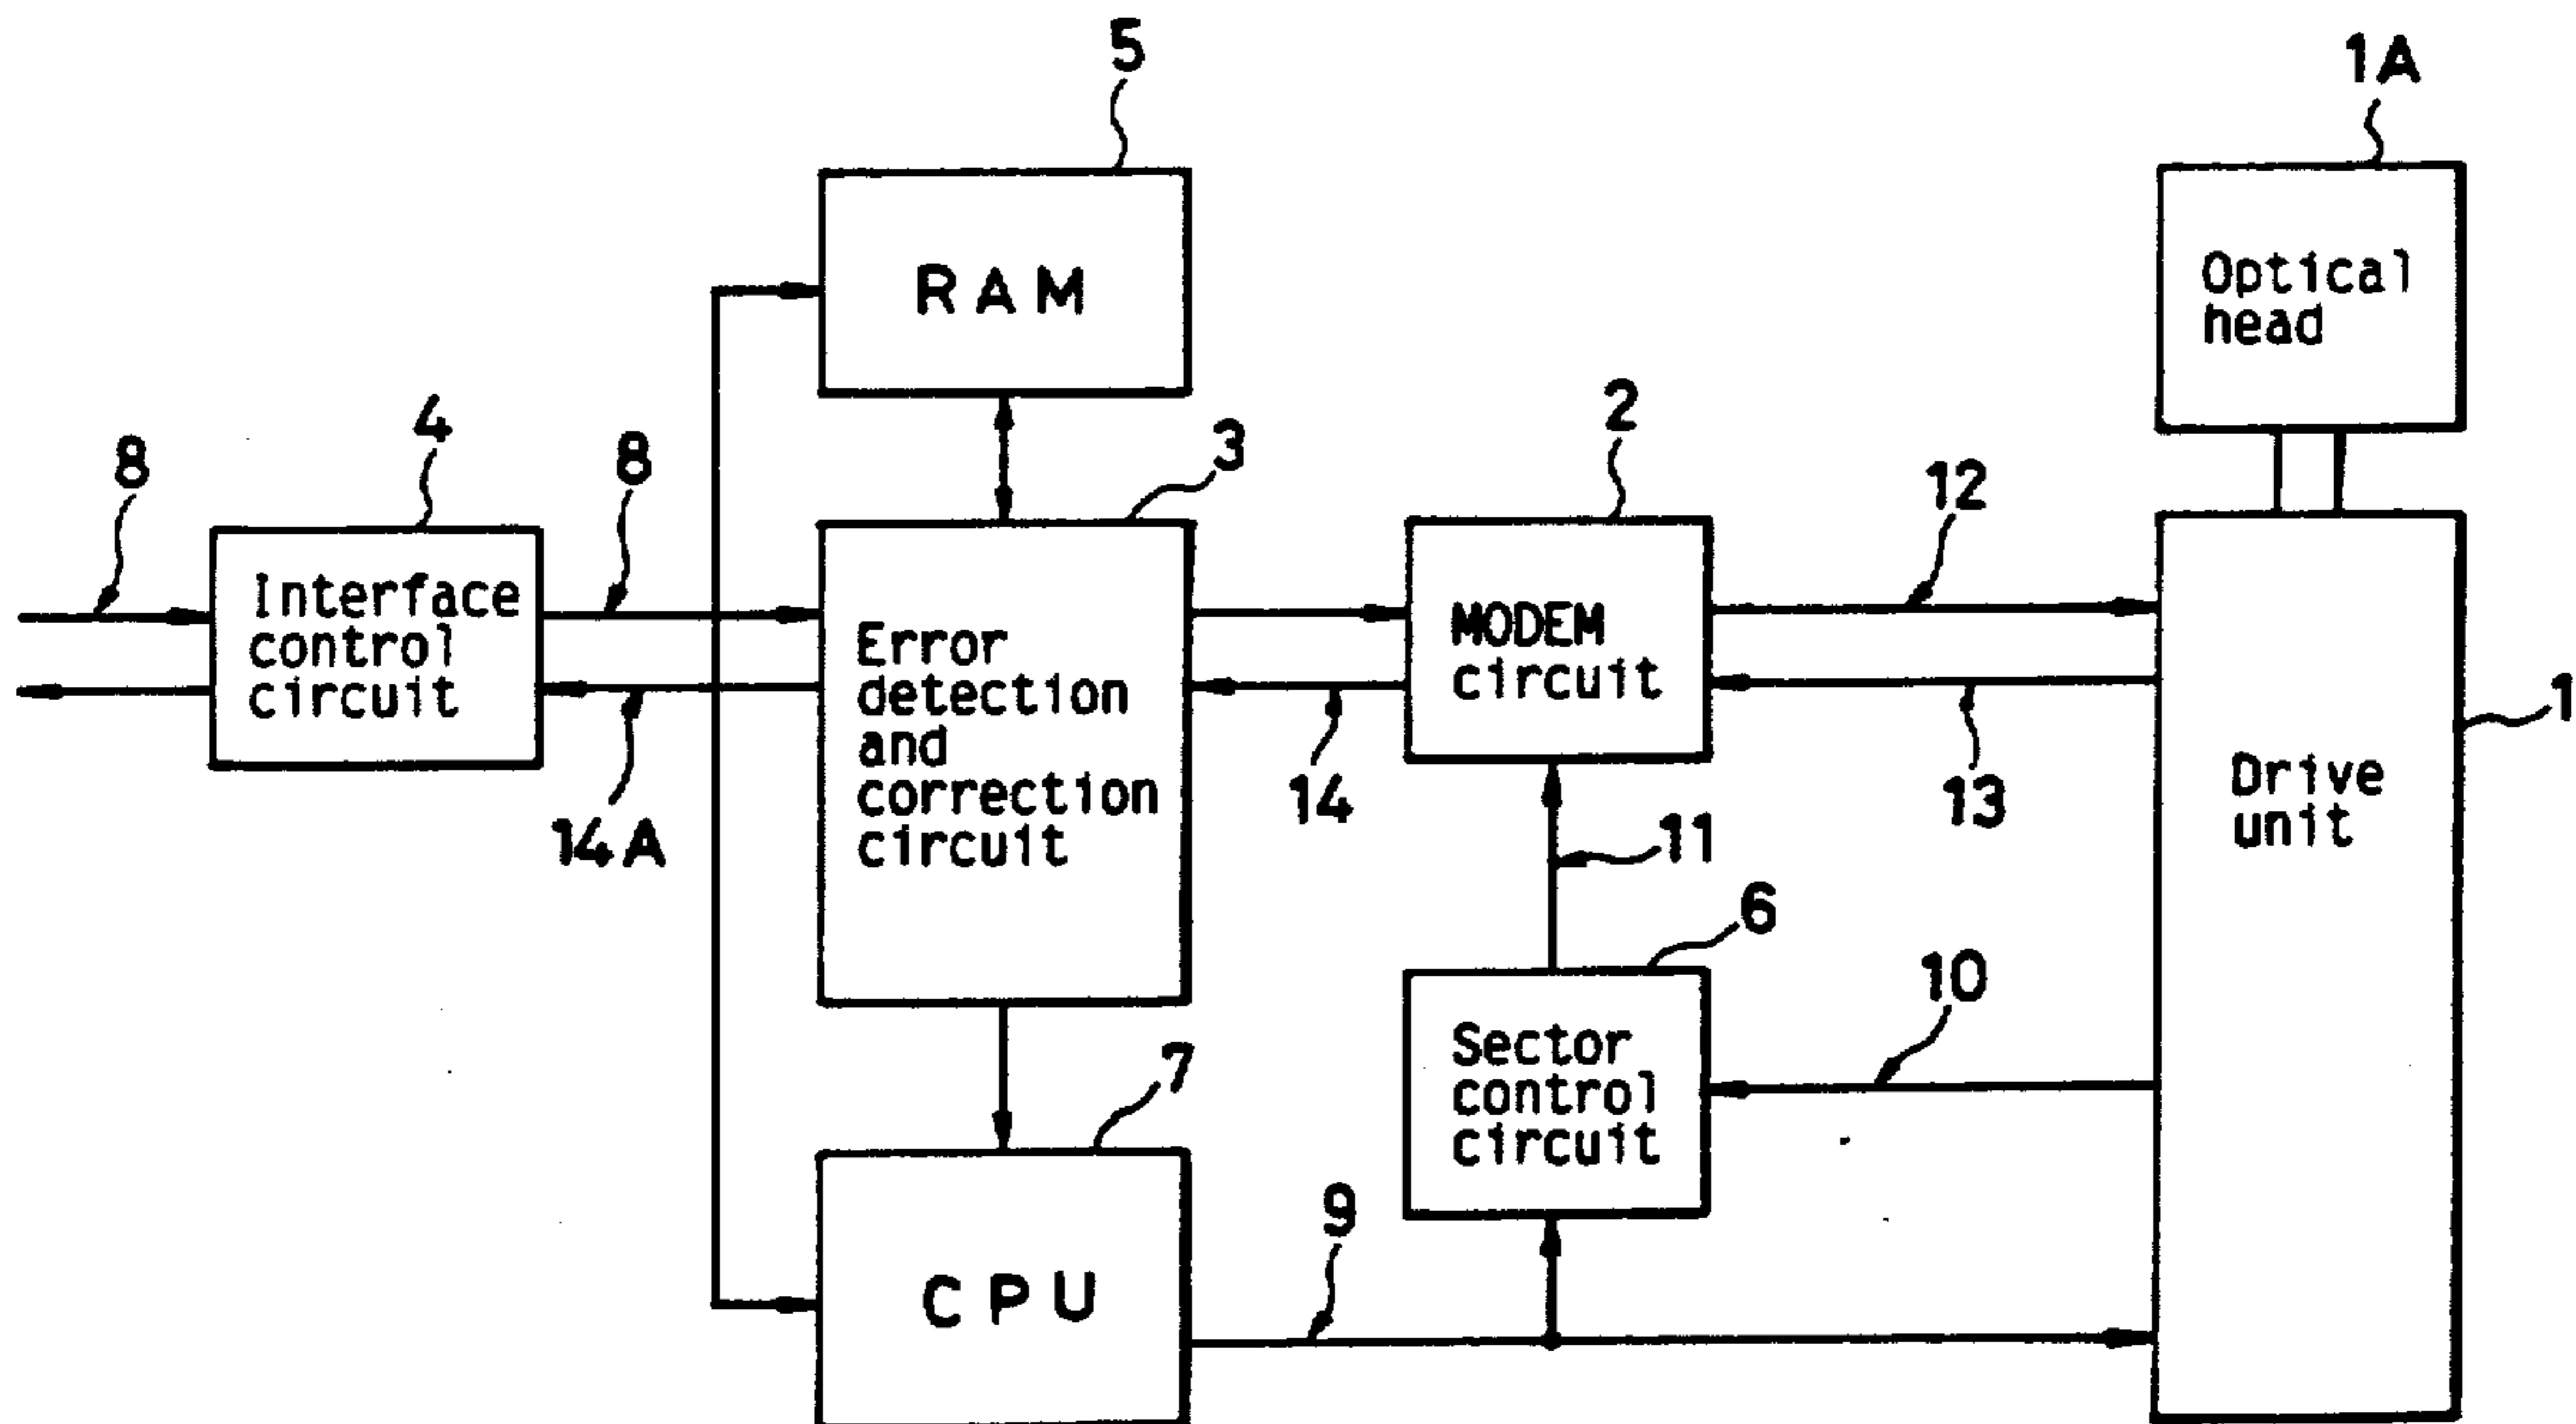 5
1A
RAM
Optical
head
8
4
8
3
2
12
Interface
control
circuit
Error
detection
and
correction
circuit
MODEM
circuit
14A
14
13
1
Drive
unit
11
6
10
7
Sector
control
circuit
9
CPU